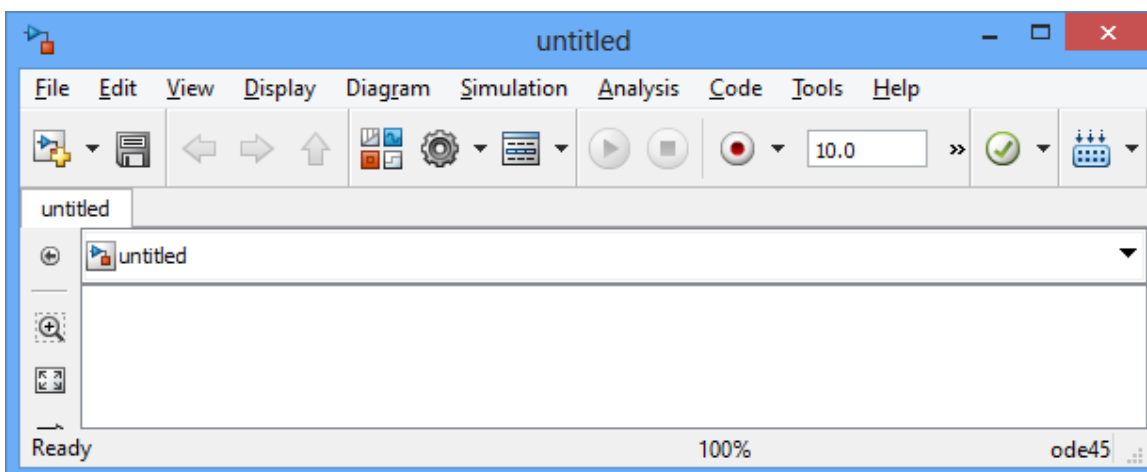 untitled
File Edit View Display Diagram Simulation Analysis Code Tools Help
10.0 »
untitled
untitled
Ready 100% ode45